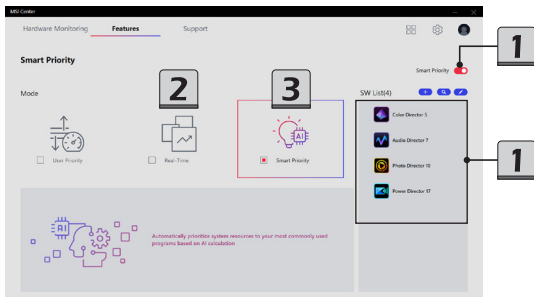 MSI Center
Hardware Monitoring
Features
Support
Smart Priority
Smart Priority
1
Mode
2
3
SW List(4)
Color Director 5
AI
User Priority
Real-Time
Smart Priority
Audio Director 7
1
Photo Director 10
Power Director 17
AI
Automatically prioritize system resources to your most commonly used
programs based on AI calculation